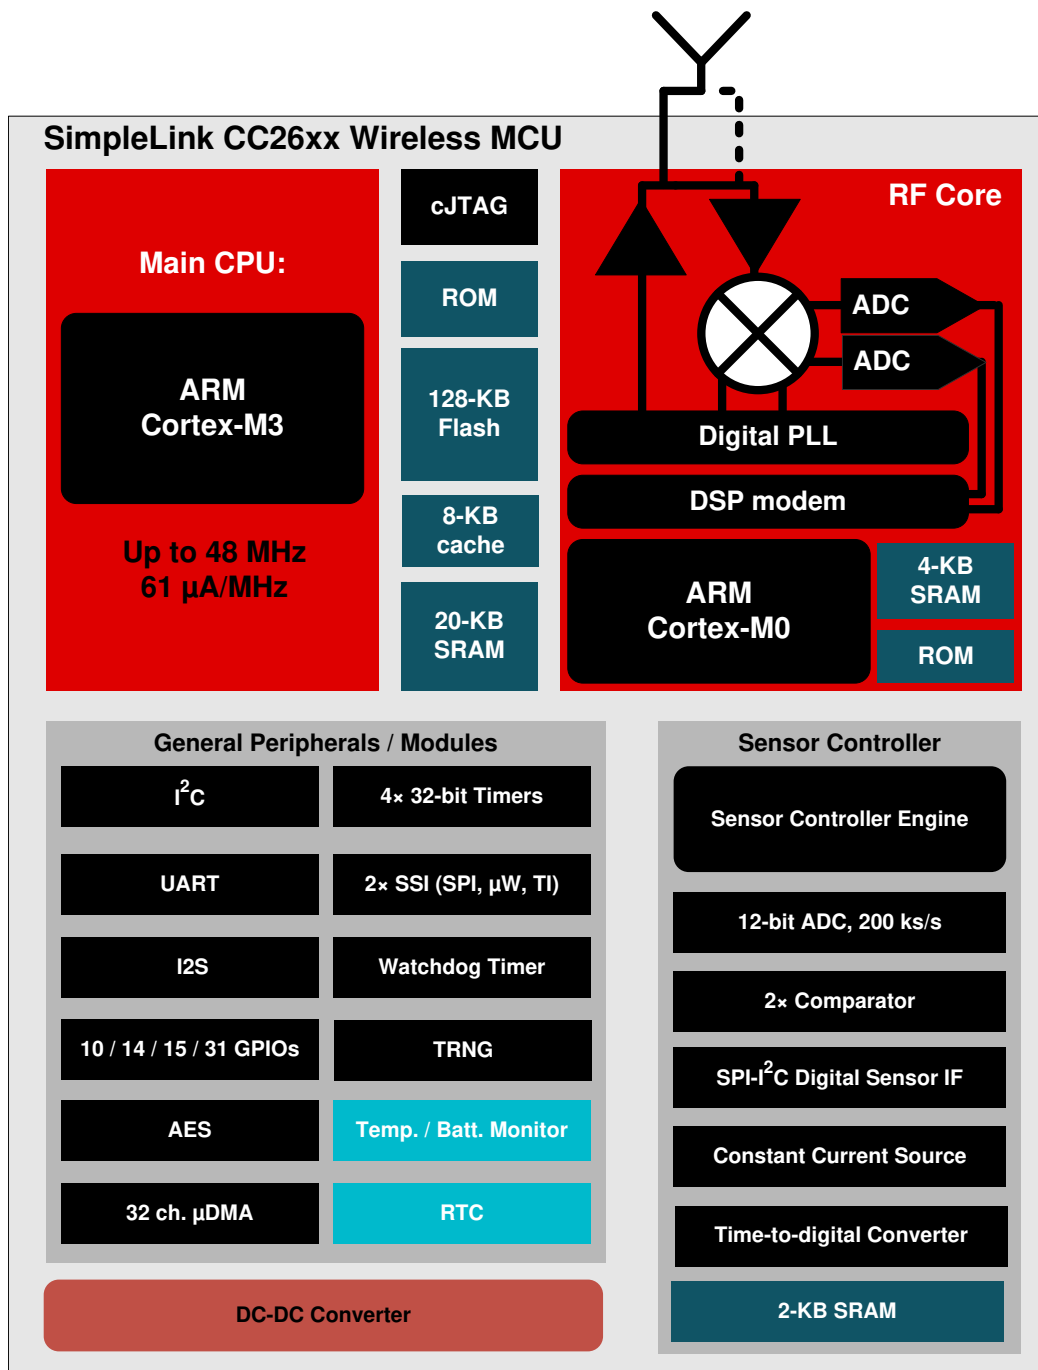 SimpleLink CC26xx Wireless MCU
Main CPU:
ARM
Cortex-M3
Up to 48 MHz
61 µA/MHz
cJTAG
ROM
128-KB
Flash
8-KB
cache
20-KB
SRAM
RF Core
ADC
ADC
Digital PLL
DSP modem
ARM
Cortex-M0
4-KB
SRAM
ROM
General Peripherals / Modules
I²C
4× 32-bit Timers
UART
2× SSI (SPI, µW, TI)
I2S
Watchdog Timer
10 / 14 / 15 / 31 GPIOs
TRNG
AES
Temp. / Batt. Monitor
32 ch. µDMA
RTC
DC-DC Converter
Sensor Controller
Sensor Controller Engine
12-bit ADC, 200 ks/s
2× Comparator
SPI-I²C Digital Sensor IF
Constant Current Source
Time-to-digital Converter
2-KB SRAM